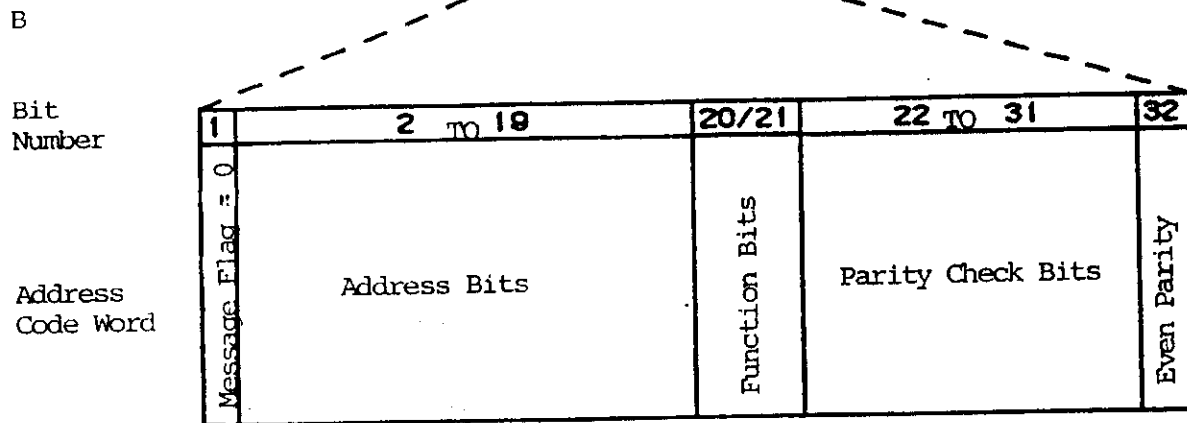 B
Bit
Number
1
2 TO 19
20/21
22 TO 31
32
Address
Code Word
Message Flag = 0
Address Bits
Function Bits
Parity Check Bits
Even Parity